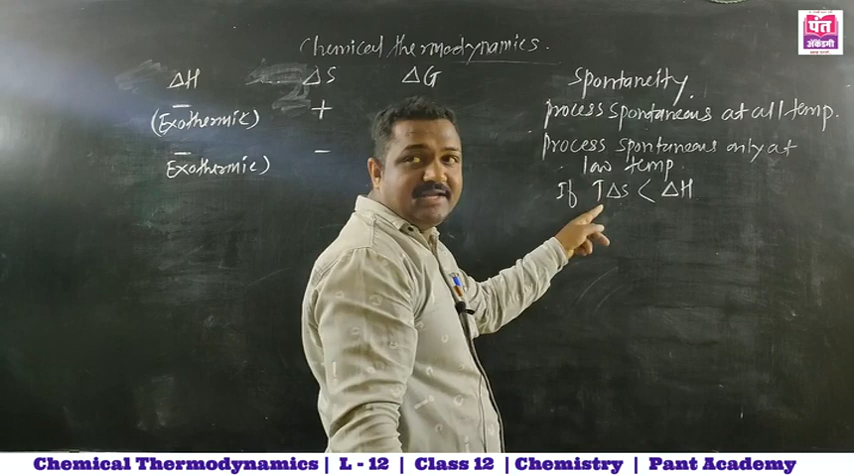 पंत
अ‍ॅकॅडमी
Chemical thermodynamics.
ΔH ΔS ΔG Spontaneity.
− + Process spontaneous at all temp.
(Exothermic)
− − Process spontaneous only at
Exothermic) low temp.
If TΔS < ΔH
Chemical Thermodynamics | L - 12 | Class 12 | Chemistry | Pant Academy